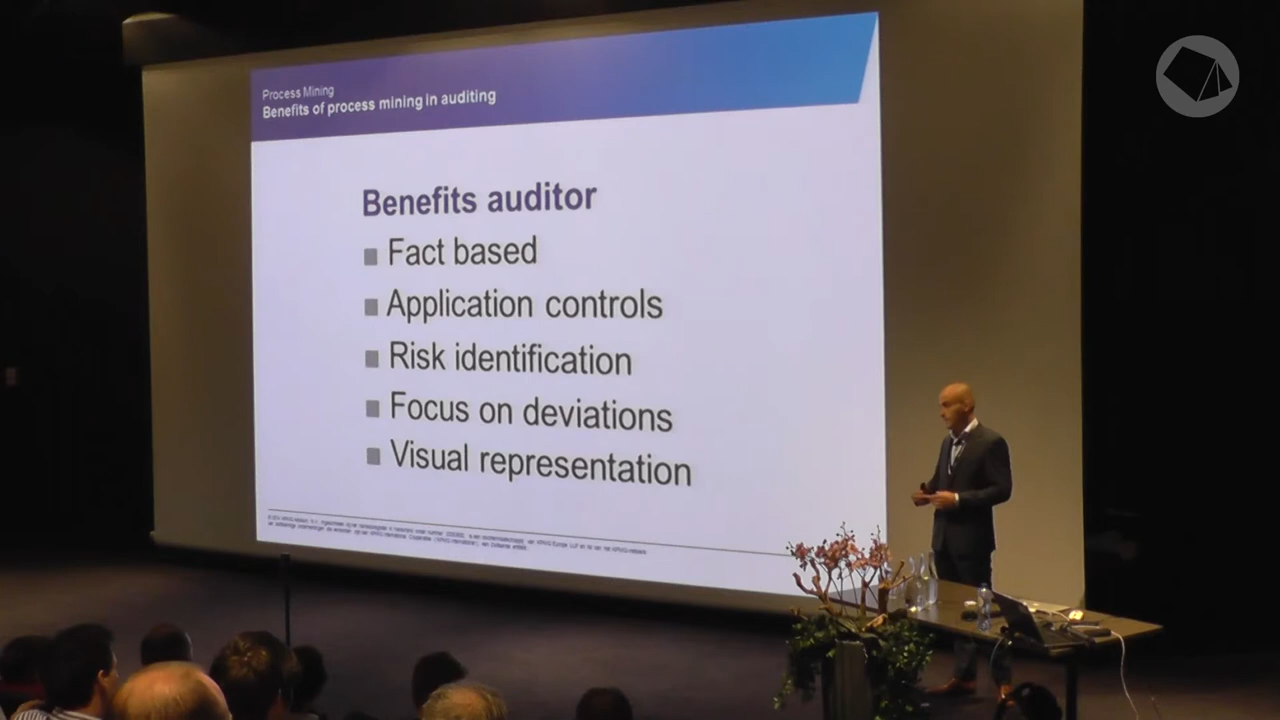 Process Mining
Benefits of process mining in auditing
Benefits auditor
Fact based
Application controls
Risk identification
Focus on deviations
Visual representation